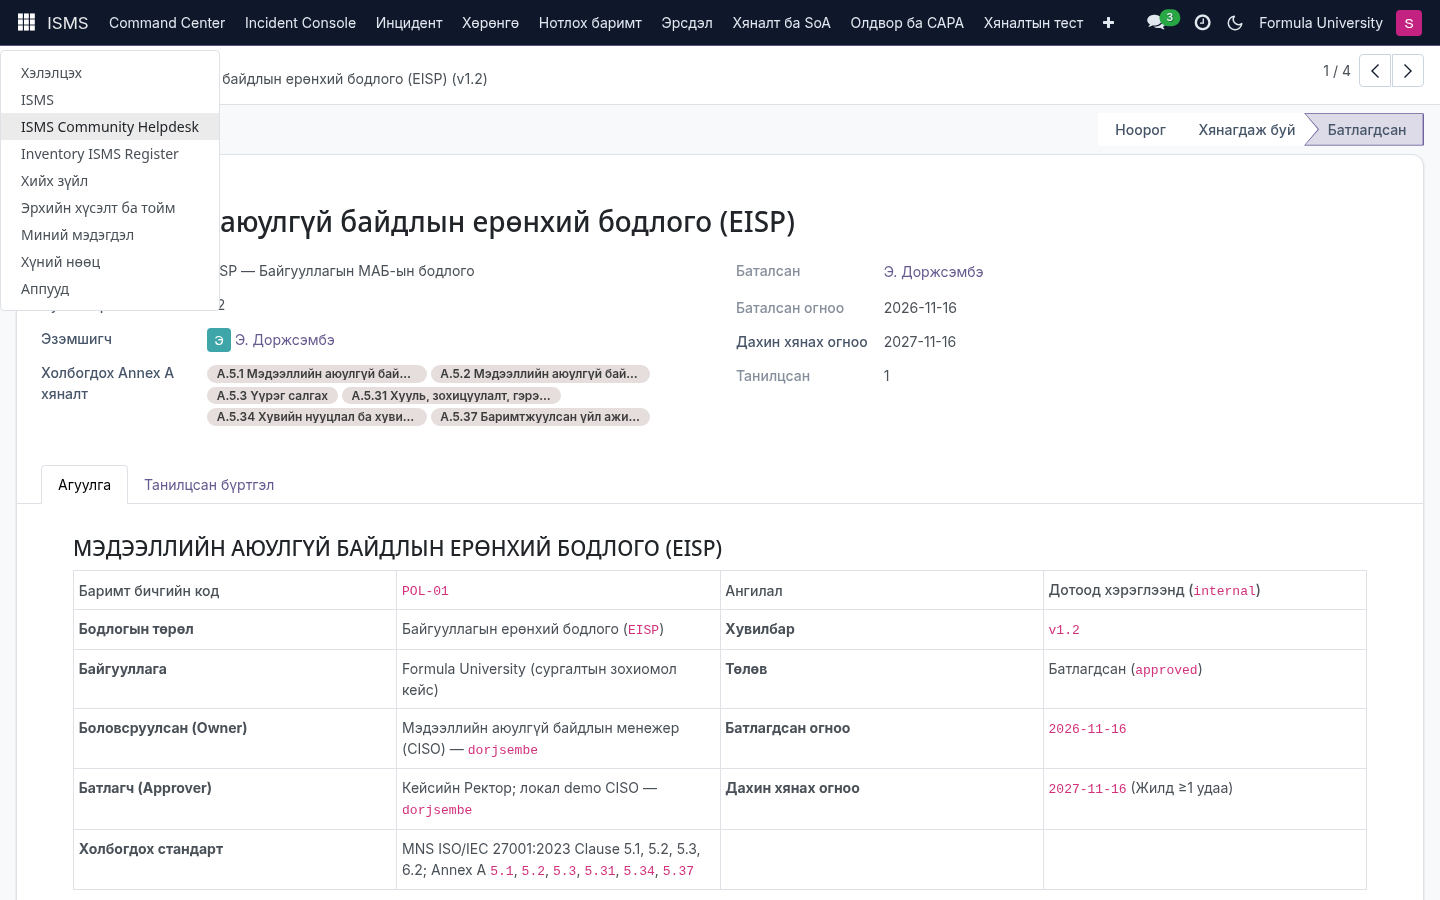 ISMS Command Center Incident Console Инцидент Хөрөнгө Нотлох баримт Эрсдэл Хяналт ба SoA Олдвор ба CAPA Хяналтын тест 3 Formula University S
байдлын ерөнхий бодлого (EISP) (v1.2) 1 / 4
Хэлэлцэх
ISMS
ISMS Community Helpdesk
Inventory ISMS Register
Хийх зүйл
Эрхийн хүсэлт ба тойм
Миний мэдэгдэл
Хүний нөөц
Аппууд
Ноорог Хянагдаж буй Батлагдсан
аюулгүй байдлын ерөнхий бодлого (EISP)
SP — Байгууллагын МАБ-ын бодлого
2
Эзэмшигч Э Э. Доржсэмбэ
Холбогдох Annex A хяналт
A.5.1 Мэдээллийн аюулгүй бай... A.5.2 Мэдээллийн аюулгүй бай...
A.5.3 Үүрэг салгах A.5.31 Хууль, зохицуулалт, гэрэ...
A.5.34 Хувийн нууцлал ба хуви... A.5.37 Баримтжуулсан үйл ажи...
Баталсан Э. Доржсэмбэ
Баталсан огноо 2026-11-16
Дахин хянах огноо 2027-11-16
Танилцсан 1
Агуулга Танилцсан бүртгэл
МЭДЭЭЛЛИЙН АЮУЛГҮЙ БАЙДЛЫН ЕРӨНХИЙ БОДЛОГО (EISP)
Баримт бичгийн код POL-01 Ангилал Дотоод хэрэглээнд (internal)
Бодлогын төрөл Байгууллагын ерөнхий бодлого (EISP) Хувилбар v1.2
Байгууллага Formula University (сургалтын зохиомол кейс) Төлөв Батлагдсан (approved)
Боловсруулсан (Owner) Мэдээллийн аюулгүй байдлын менежер (CISO) — dorjsembe Батлагдсан огноо 2026-11-16
Батлагч (Approver) Кейсийн Ректор; локал demo CISO — dorjsembe Дахин хянах огноо 2027-11-16 (Жилд ≥1 удаа)
Холбогдох стандарт MNS ISO/IEC 27001:2023 Clause 5.1, 5.2, 5.3, 6.2; Annex A 5.1, 5.2, 5.3, 5.31, 5.34, 5.37